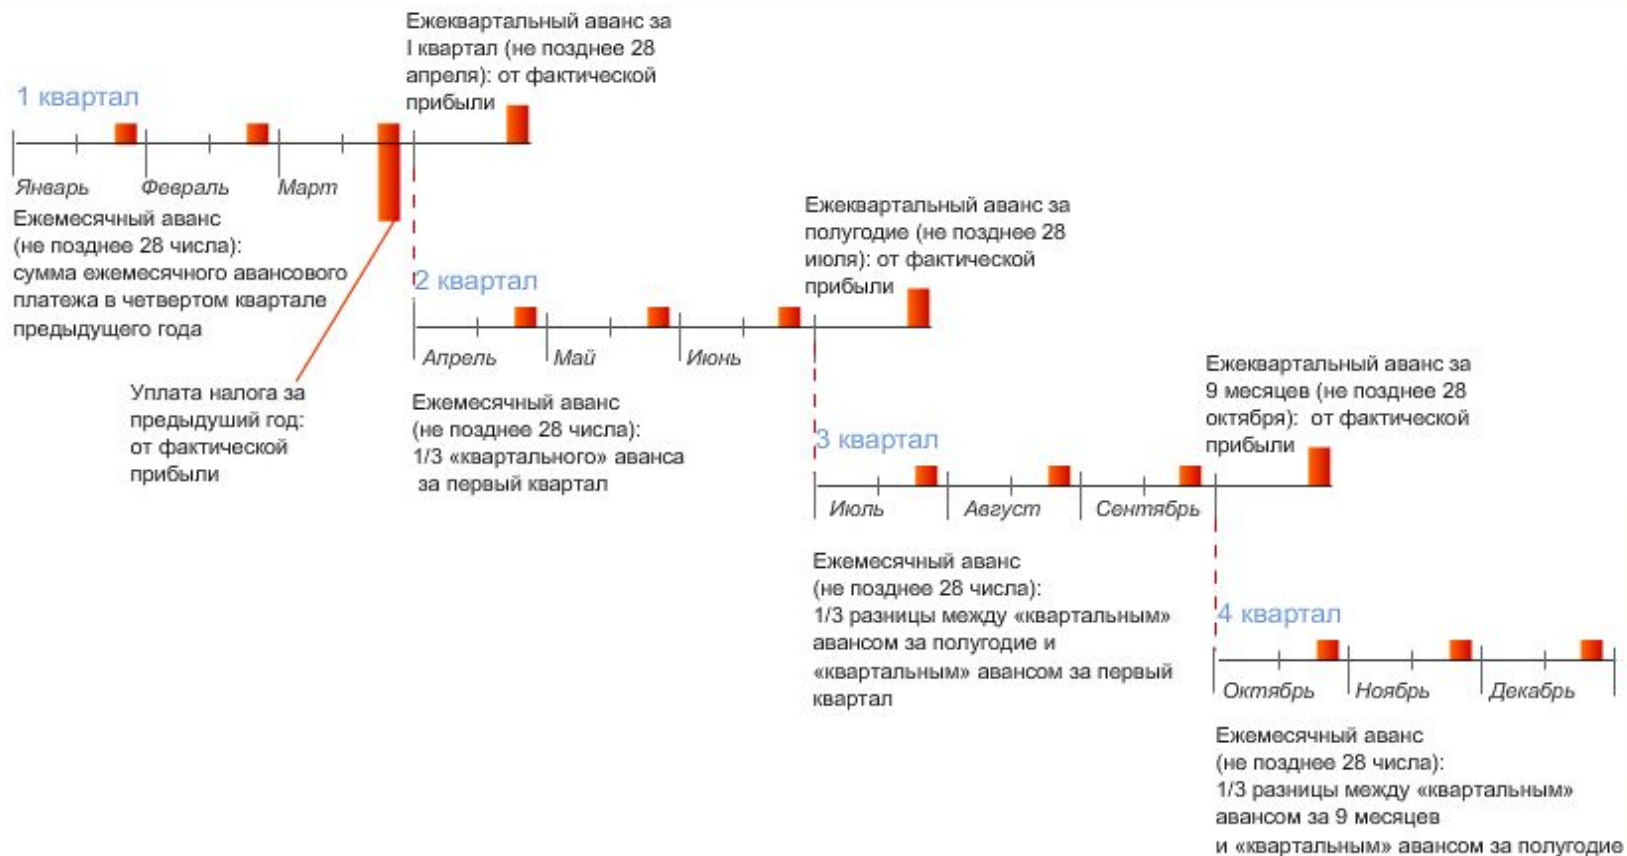 Ежеквартальный аванс за
I квартал (не позднее 28
апреля): от фактической
прибыли
1 квартал
Январь
Февраль
Март
Ежемесячный аванс
(не позднее 28 числа):
сумма ежемесячного авансового
платежа в четвертом квартале
предыдущего года
Уплата налога за
предыдуший год:
от фактической
прибыли
Ежеквартальный аванс за
полугодие (не позднее 28
июля): от фактической
прибыли
2 квартал
Апрель
Май
Июнь
Ежемесячный аванс
(не позднее 28 числа):
1/3 «квартального» аванса
за первый квартал
Ежеквартальный аванс за
9 месяцев (не позднее 28
октября): от фактической
прибыли
3 квартал
Июль
Август
Сентябрь
Ежемесячный аванс
(не позднее 28 числа):
1/3 разницы между «квартальным»
авансом за полугодие и
«квартальным» авансом за первый
квартал
4 квартал
Октябрь
Ноябрь
Декабрь
Ежемесячный аванс
(не позднее 28 числа):
1/3 разницы между «квартальным»
авансом за 9 месяцев
и «квартальным» авансом за полугодие